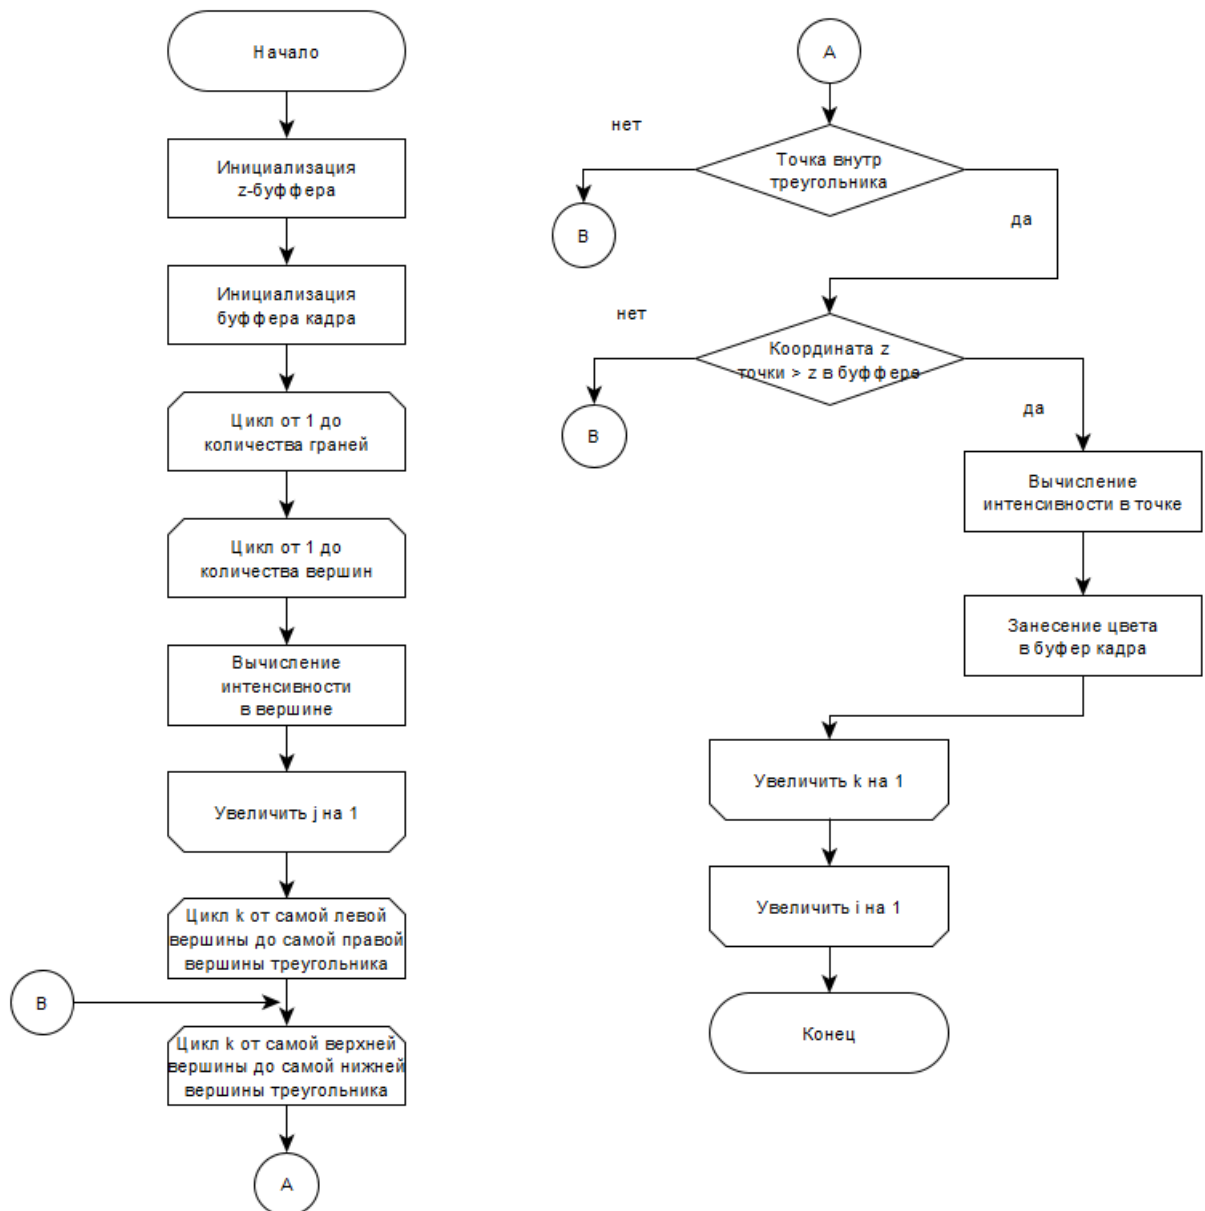 Начало
Инициализация
z-буффера
Инициализация
буффера кадра
Цикл от 1 до
количества граней
Цикл от 1 до
количества вершин
Вычисление
интенсивности
в вершине
Увеличить j на 1
Цикл k от самой левой
вершины до самой правой
вершины треугольника
В
Цикл k от самой верхней
вершины до самой нижней
вершины треугольника
А
А
нет
Точка внутр
треугольника
да
В
нет
Координата z
точки > z в буффере
да
В
Вычисление
интенсивности в точке
Занесение цвета
в буфер кадра
Увеличить k на 1
Увеличить i на 1
Конец